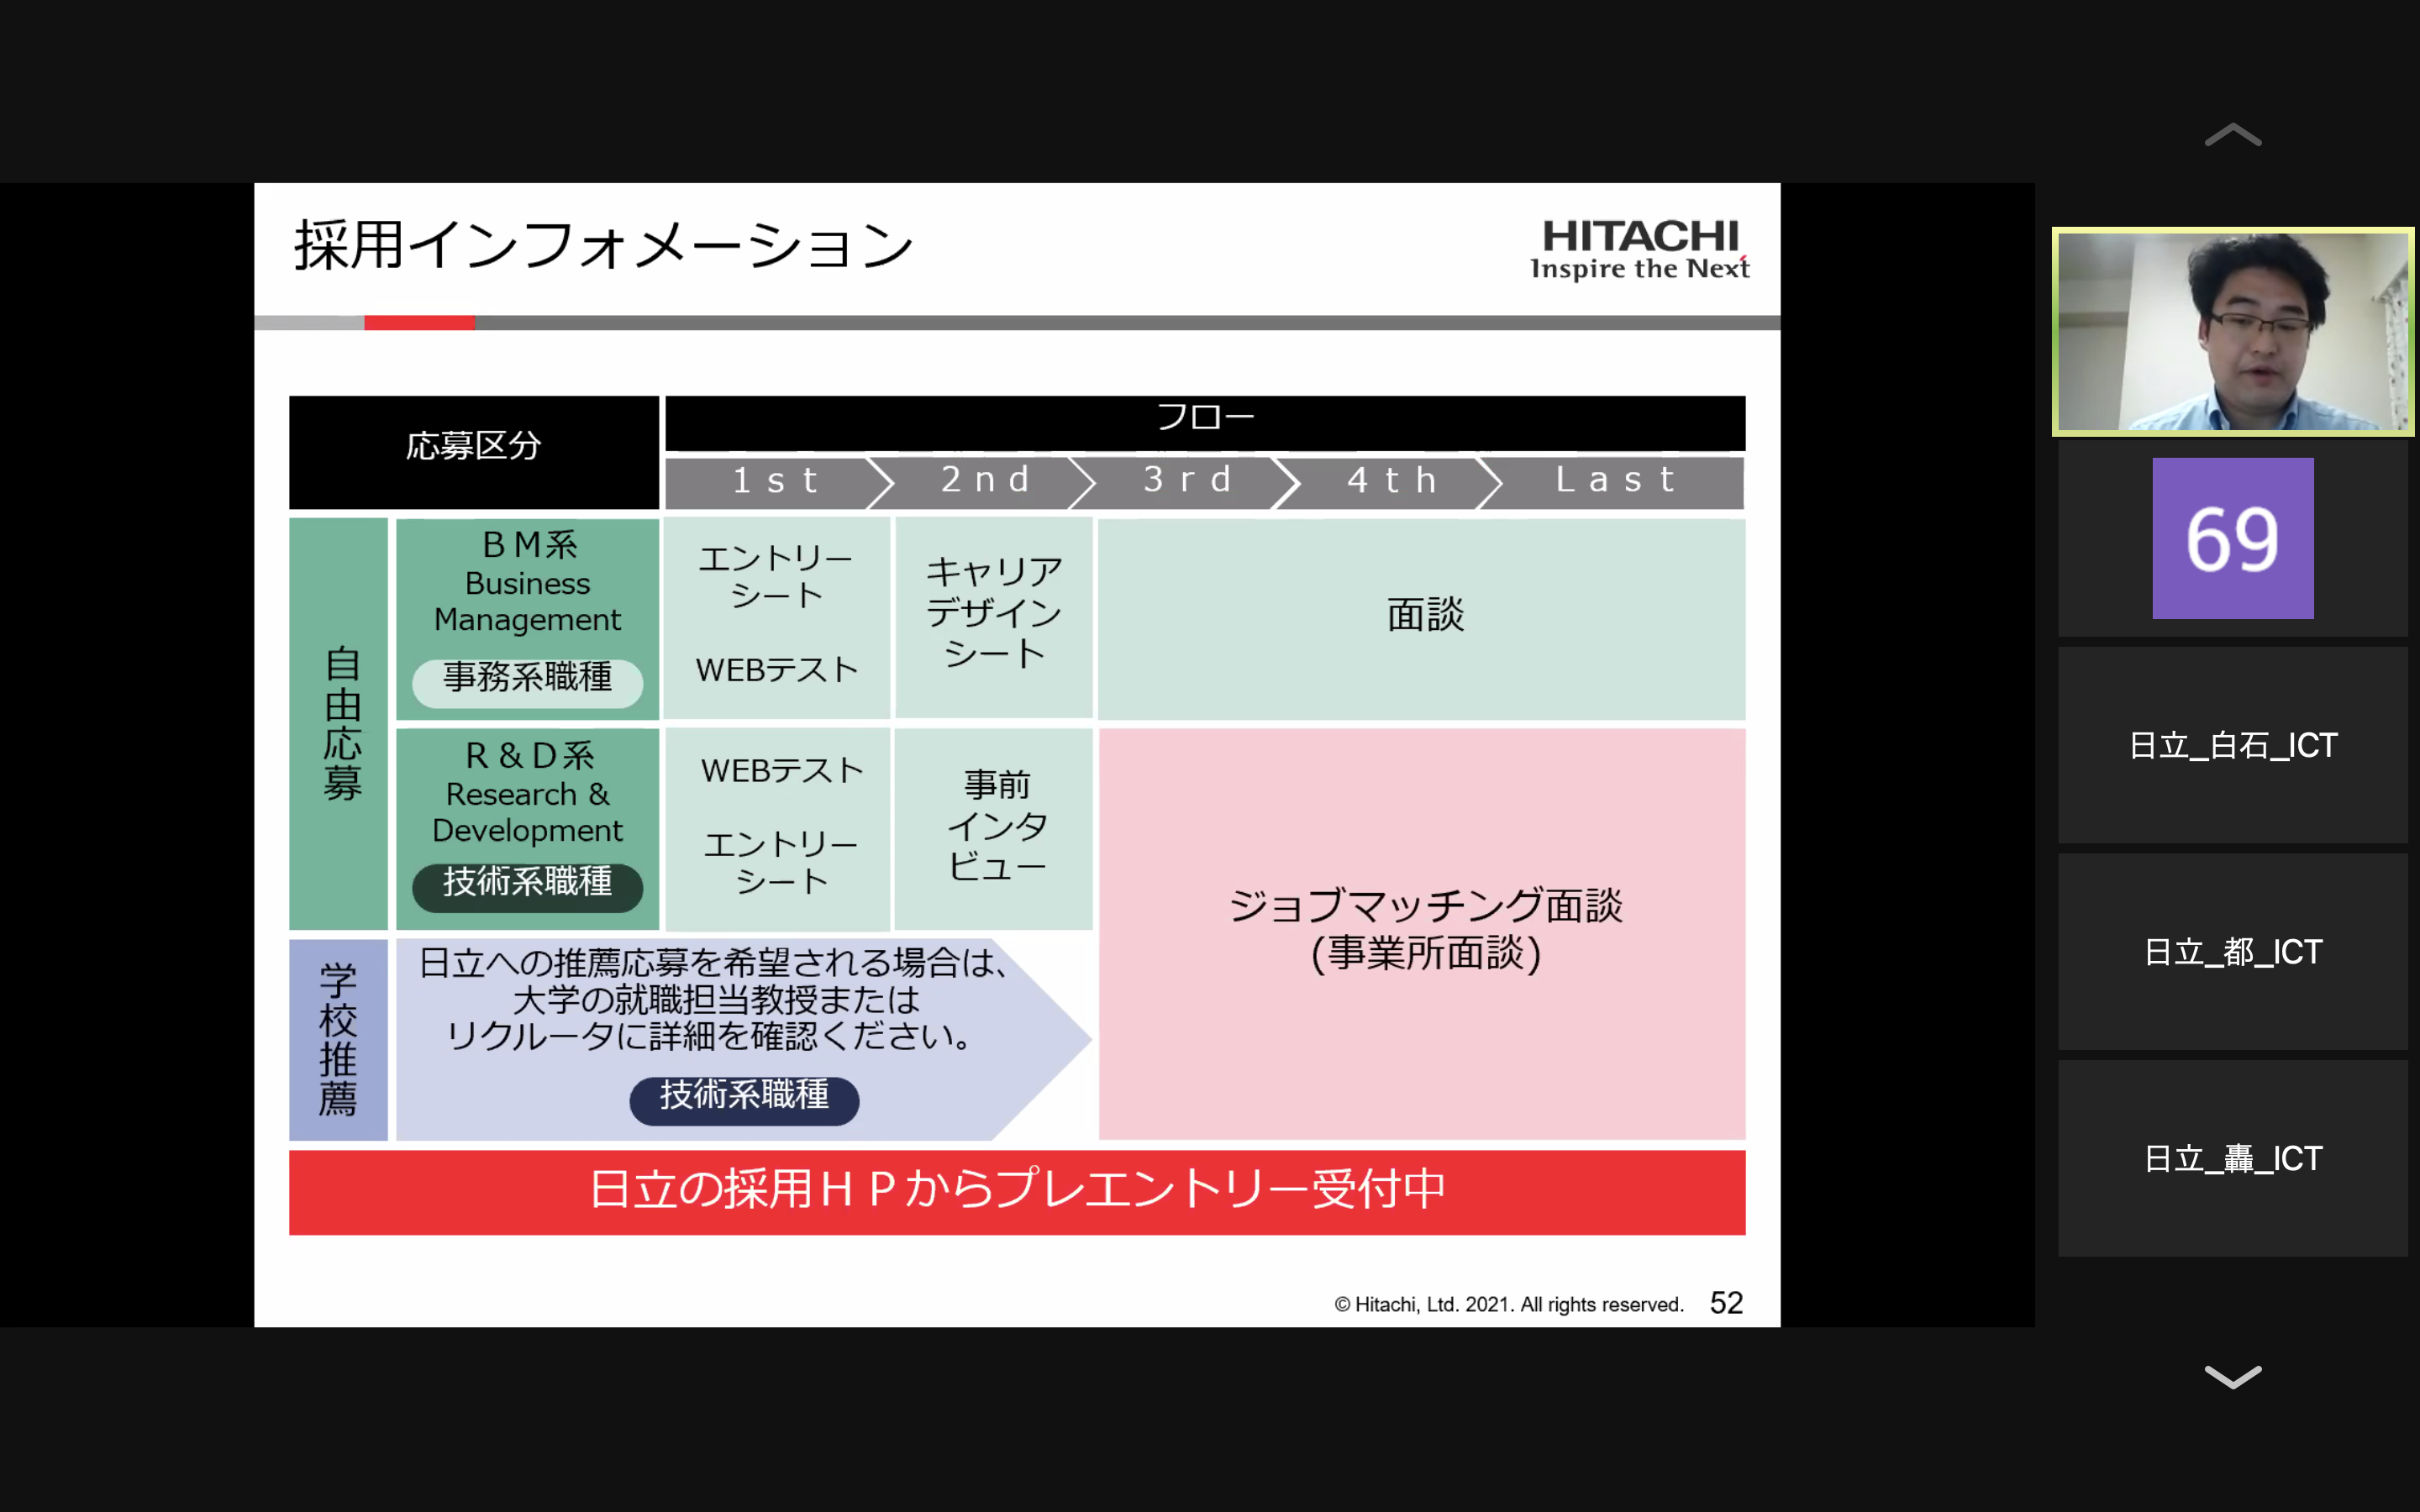 採用インフォメーション
HITACHI
Inspire the Next
応募区分
フロー
1st
2nd
3rd
4th
Last
自由応募
ＢＭ系
Business
Management
事務系職種
エントリー
シート
WEBテスト
キャリア
デザイン
シート
面談
Ｒ＆Ｄ系
Research &
Development
技術系職種
WEBテスト
エントリー
シート
事前
インタ
ビュー
ジョブマッチング面談
(事業所面談)
学校推薦
日立への推薦応募を希望される場合は、
大学の就職担当教授または
リクルータに詳細を確認ください。
技術系職種
日立の採用ＨＰからプレエントリー受付中
© Hitachi, Ltd. 2021. All rights reserved.
52
69
日立_白石_ICT
日立_都_ICT
日立_轟_ICT